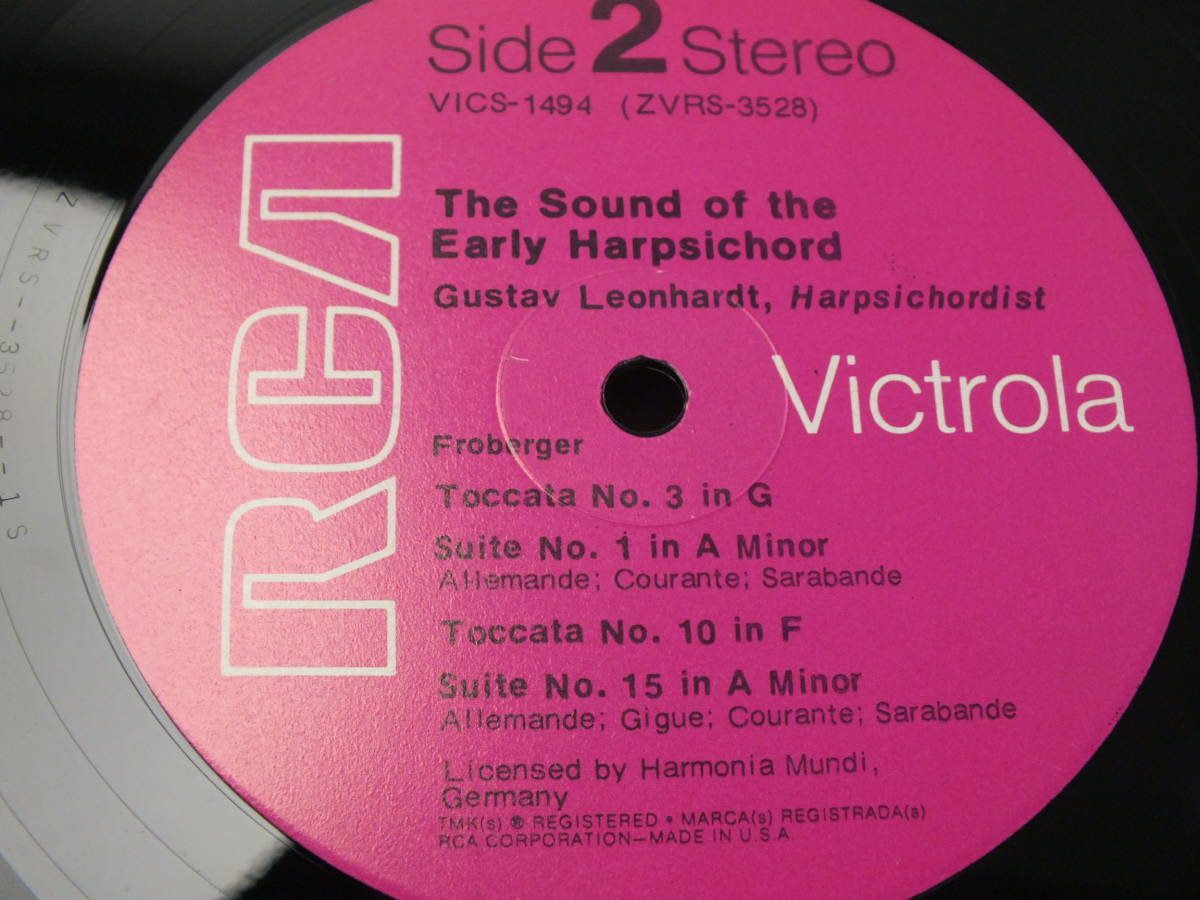 Side 2 Stereo
VICS-1494 (ZVRS-3528)
The Sound of the
Early Harpsichord
Gustav Leonhardt, Harpsichordist
RCA
Victrola
Froberger
Toccata No. 3 in G
Suite No. 1 in A Minor
Allemande; Courante; Sarabande
Toccata No. 10 in F
Suite No. 15 in A Minor
Allemande; Gigue; Courante; Sarabande
Licensed by Harmonia Mundi,
Germany
TMK(s) ® REGISTERED • MARCA(s) REGISTRADA(s)
RCA CORPORATION—MADE IN U.S.A.
ZVRS--3528--1S